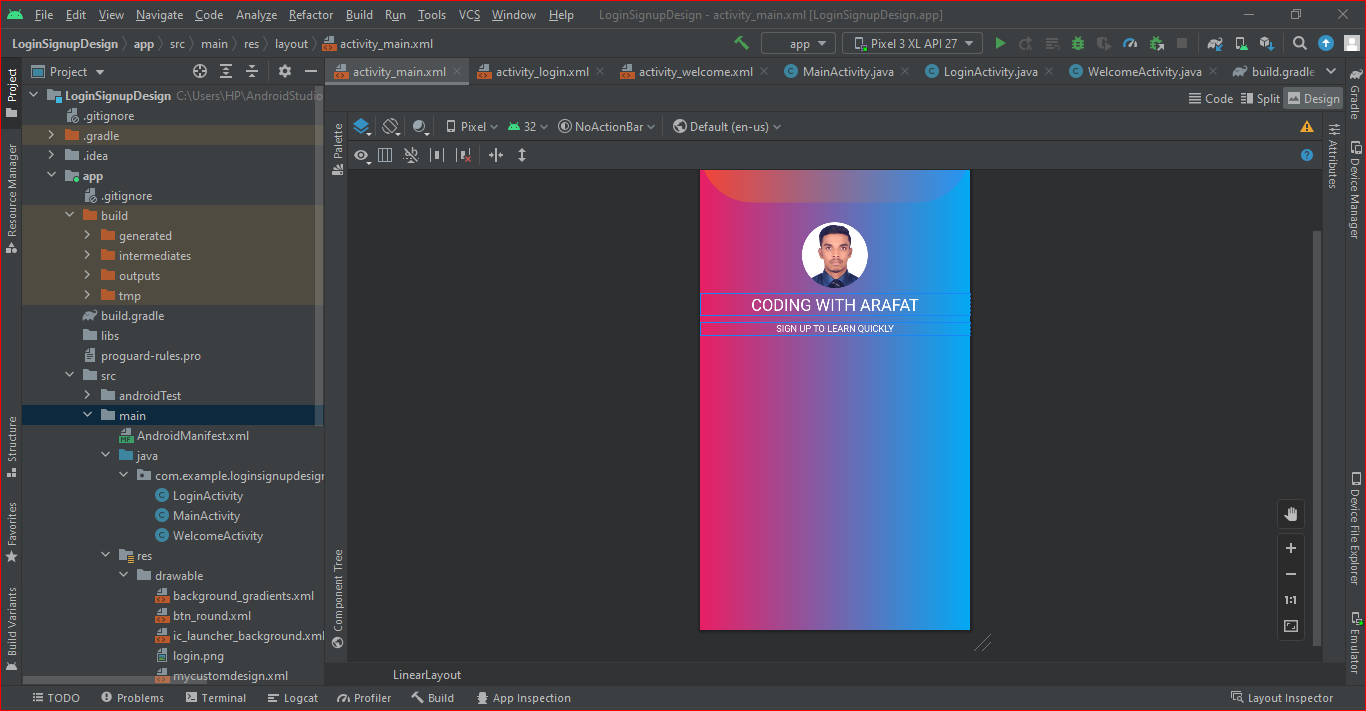 File Edit View Navigate Code Analyze Refactor Build Run Tools VCS Window Help LoginSignupDesign - activity_main.xml [LoginSignupDesign.app]
LoginSignupDesign app src main res layout activity_main.xml app Pixel 3 XL API 27
Project activity_main.xml activity_login.xml activity_welcome.xml MainActivity.java LoginActivity.java WelcomeActivity.java build.gradle
Code Split Design
Pixel 32 NoActionBar Default (en-us)
LoginSignupDesign C:\Users\HP\AndroidStudio
.gitignore
.gradle
.idea
app
.gitignore
build
generated
intermediates
outputs
tmp
build.gradle
libs
proguard-rules.pro
src
androidTest
main
AndroidManifest.xml
java
com.example.loginsignupdesign
LoginActivity
MainActivity
WelcomeActivity
res
drawable
background_gradients.xml
btn_round.xml
ic_launcher_background.xml
login.png
mycustomdesign.xml
Project
Resource Manager
Structure
Favorites
Build Variants
Palette
Component Tree
CODING WITH ARAFAT
SIGN UP TO LEARN QUICKLY
1:1
Attributes
Gradle
Device Manager
Device File Explorer
Emulator
LinearLayout
TODO Problems Terminal Logcat Profiler Build App Inspection Layout Inspector